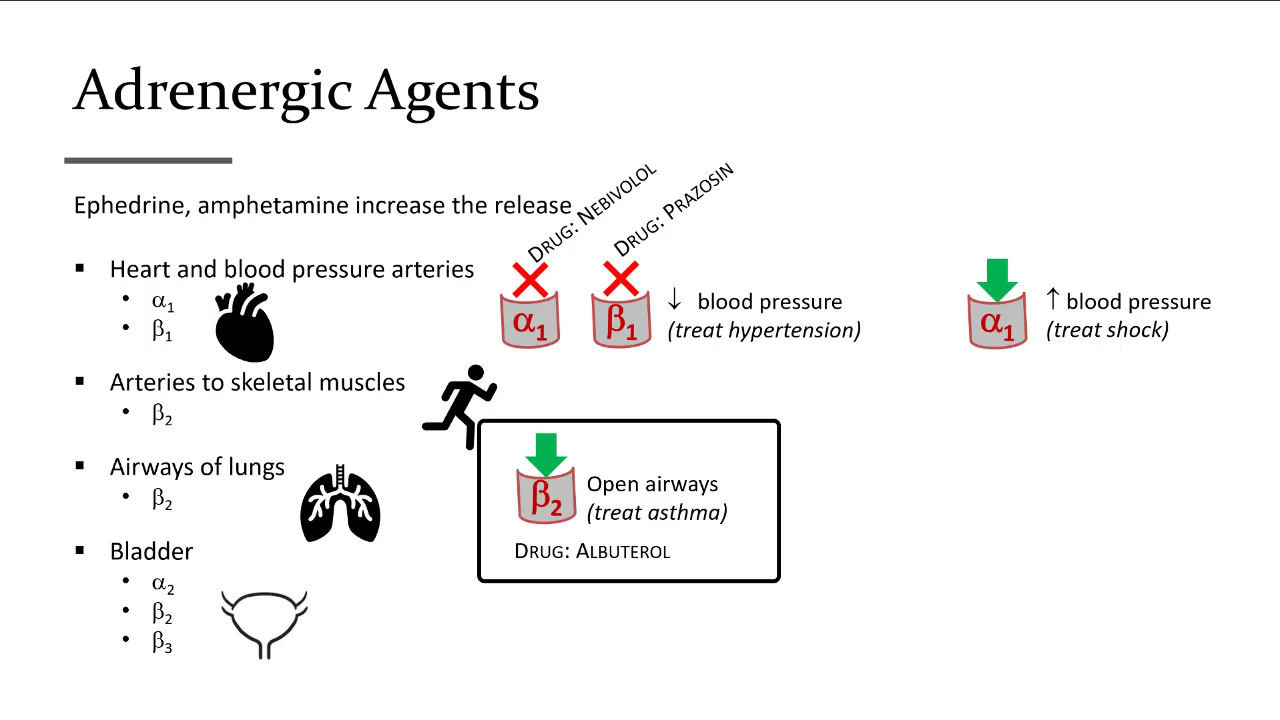 Adrenergic Agents
Ephedrine, amphetamine increase the release
▪ Heart and blood pressure arteries
• α₁
• β₁
DRUG: NEBIVOLOL
DRUG: PRAZOSIN
α₁
β₁
↓ blood pressure
(treat hypertension)
α₁
↑ blood pressure
(treat shock)
▪ Arteries to skeletal muscles
• β₂
▪ Airways of lungs
• β₂
β₂
Open airways
(treat asthma)
DRUG: ALBUTEROL
▪ Bladder
• α₂
• β₂
• β₃